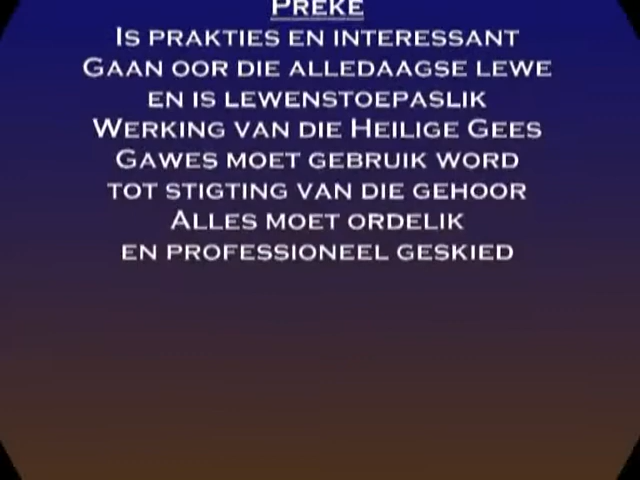 PREKE
IS PRAKTIES EN INTERESSANT
GAAN OOR DIE ALLEDAAGSE LEWE
EN IS LEWENSTOEPASLIK
WERKING VAN DIE HEILIGE GEES
GAWES MOET GEBRUIK WORD
TOT STIGTING VAN DIE GEHOOR
ALLES MOET ORDELIK
EN PROFESSIONEEL GESKIED